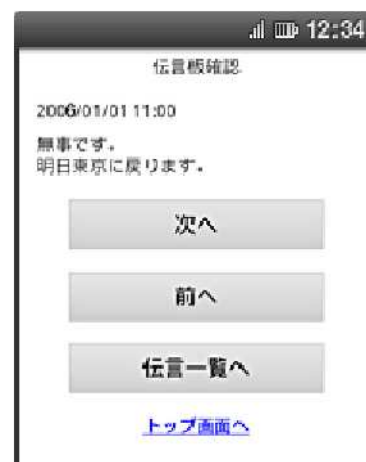 12:34
伝言板確認
2006/01/01 11:00
無事です。
明日東京に戻ります。
次へ
前へ
伝言一覧へ
トップ画面へ